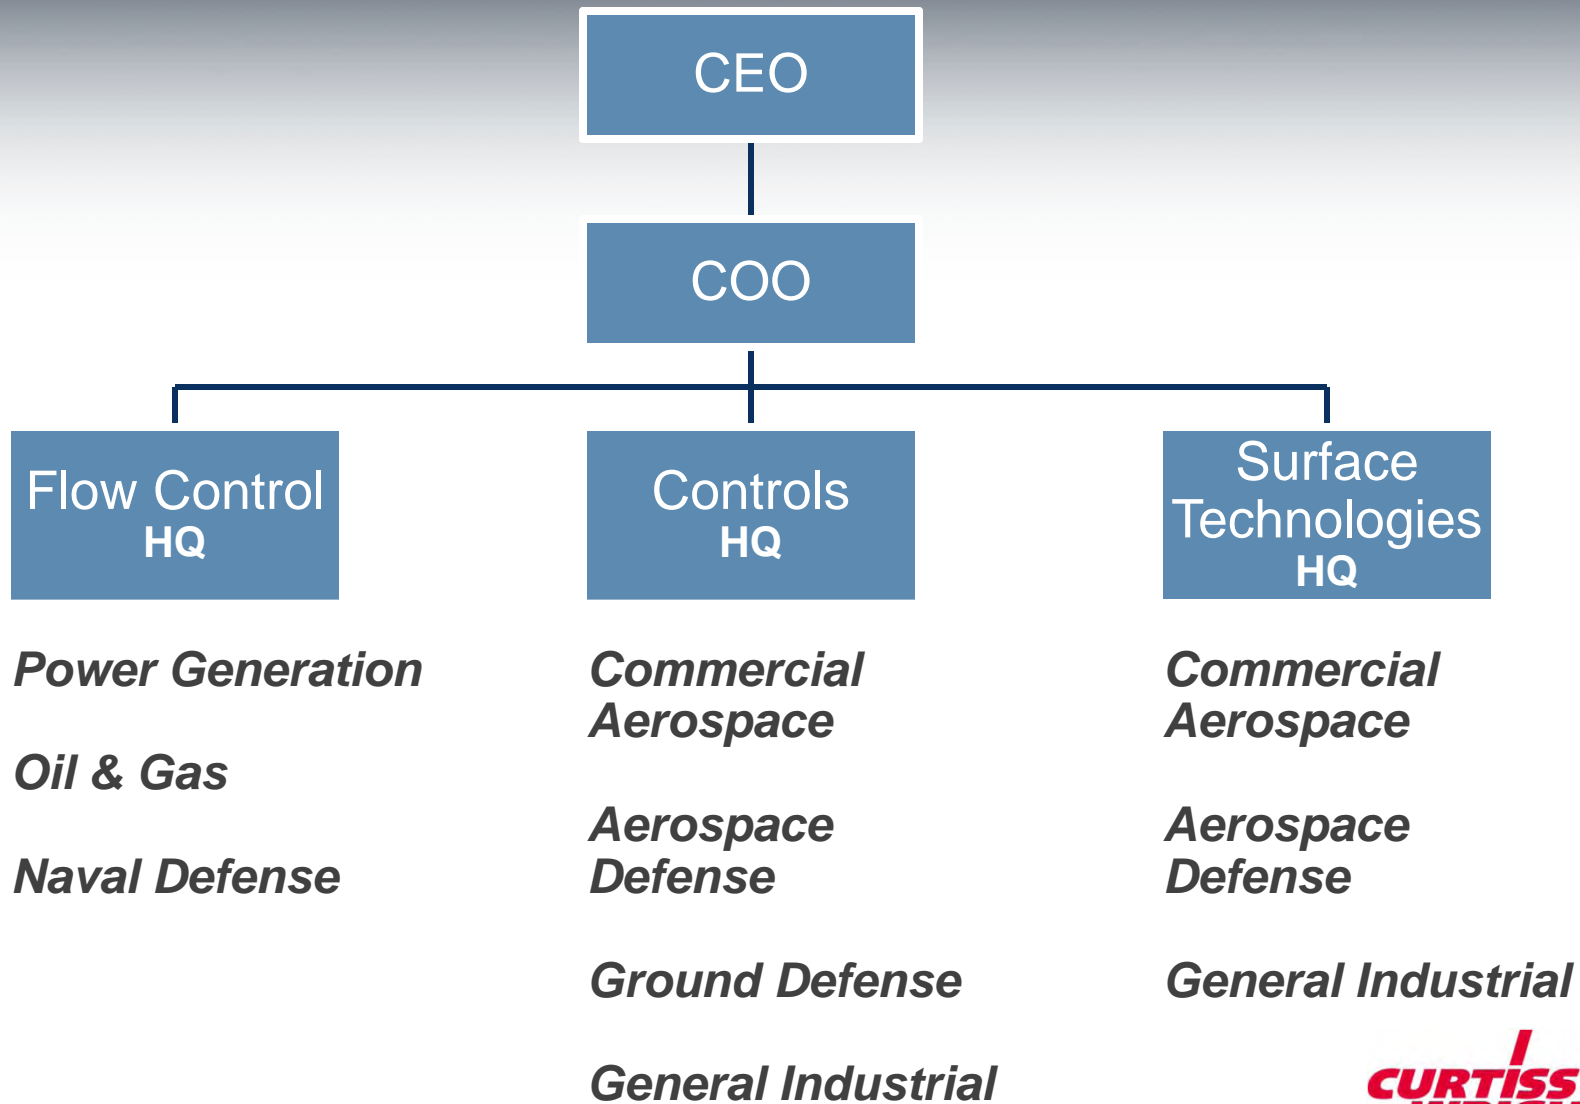 CEO
COO
Flow Control
HQ
Controls
HQ
Surface
Technologies
HQ
Power Generation
Oil & Gas
Naval Defense
Commercial
Aerospace
Aerospace
Defense
Ground Defense
General Industrial
Commercial
Aerospace
Aerospace
Defense
General Industrial
CURTISS